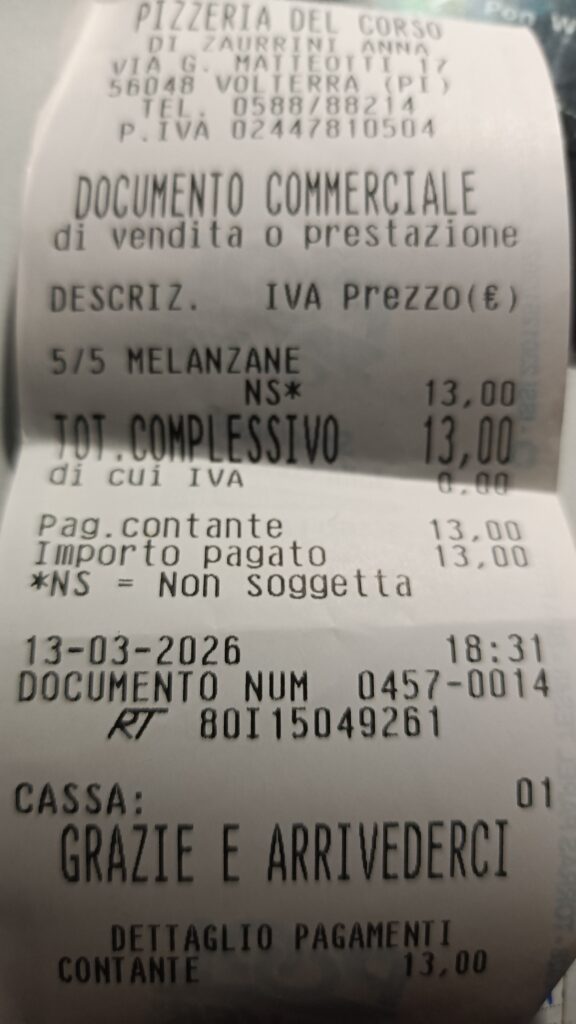 PIZZERIA DEL CORSO
DI ZAURRINI ANNA
VIA G. MATTEOTTI 17
56048 VOLTERRA (PI)
TEL. 0588/88214
P.IVA 02447810504
DOCUMENTO COMMERCIALE
di vendita o prestazione
DESCRIZ. IVA Prezzo(€)
5/5 MELANZANE
NS* 13,00
TOT.COMPLESSIVO 13,00
di cui IVA 0,00
Pag.contante 13,00
Importo pagato 13,00
*NS = Non soggetta
13-03-2026 18:31
DOCUMENTO NUM 0457-0014
RT 80I15049261
CASSA: 01
GRAZIE E ARRIVEDERCI
DETTAGLIO PAGAMENTI
CONTANTE 13,00